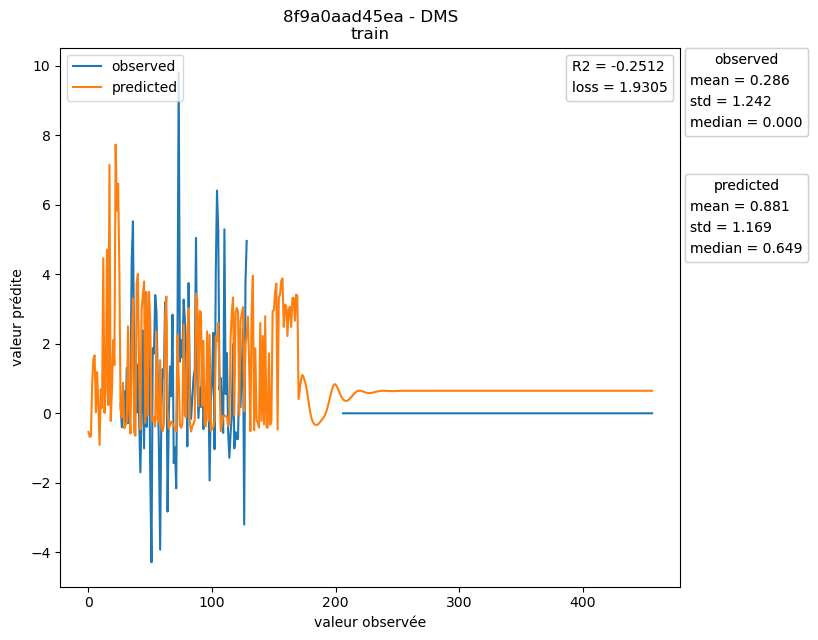 8f9a0aad45ea - DMS
train
observed
predicted
R2 = -0.2512
loss = 1.9305
observed
mean = 0.286
std = 1.242
median = 0.000
predicted
mean = 0.881
std = 1.169
median = 0.649
valeur prédite
10
8
6
4
2
0
−2
−4
0
100
200
300
400
valeur observée